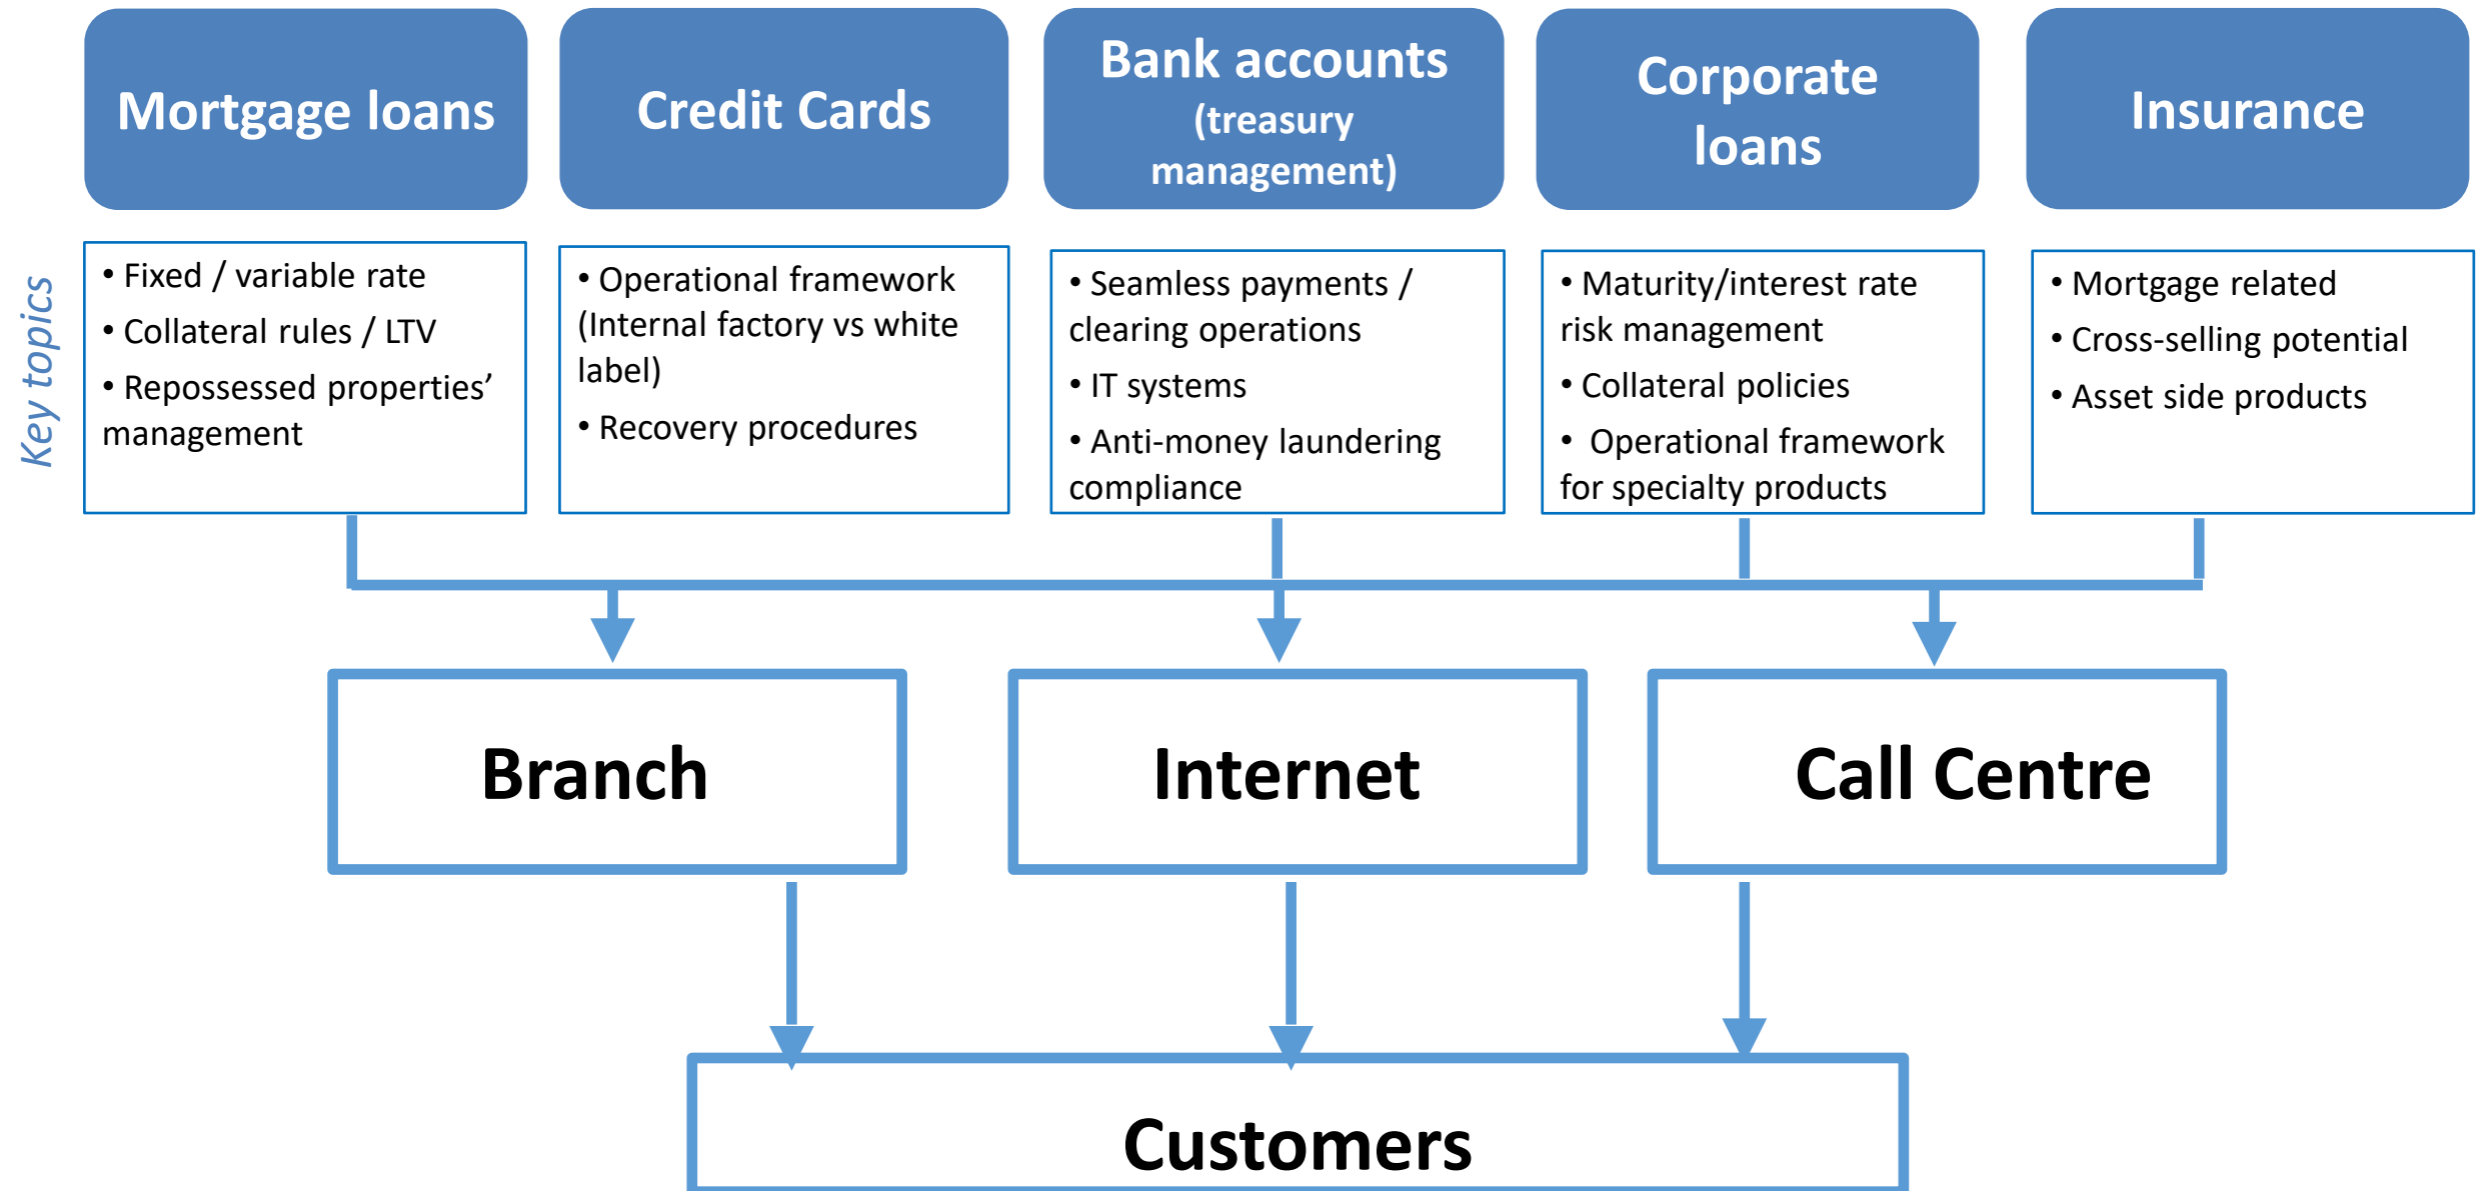 Mortgage loans
Credit Cards
Bank accounts
(treasury
management)
Corporate
loans
Insurance
Key topics
• Fixed / variable rate
• Collateral rules / LTV
• Repossessed properties’
management
• Operational framework
(Internal factory vs white
label)
• Recovery procedures
• Seamless payments /
clearing operations
• IT systems
• Anti-money laundering
compliance
• Maturity/interest rate
risk management
• Collateral policies
• Operational framework
for specialty products
• Mortgage related
• Cross-selling potential
• Asset side products
Branch
Internet
Call Centre
Customers